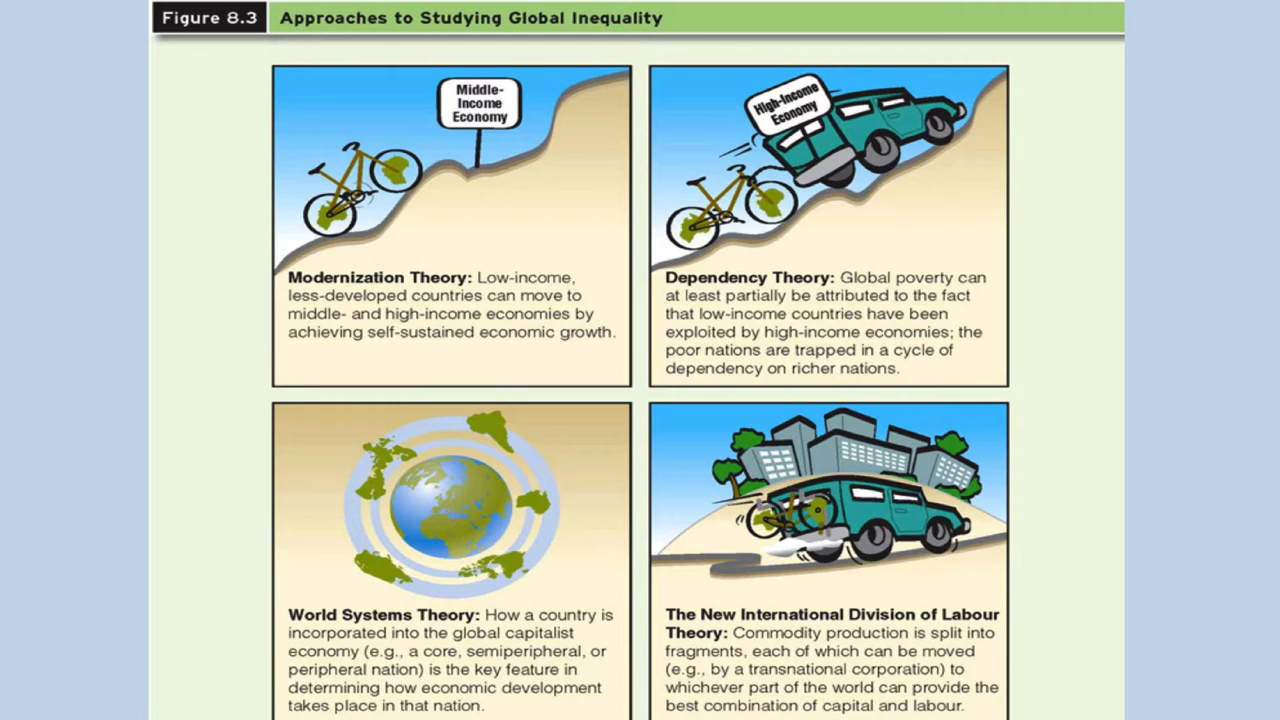 Figure 8.3 Approaches to Studying Global Inequality
Middle-
Income
Economy
High-Income
Economy
Modernization Theory: Low-income,
less-developed countries can move to
middle- and high-income economies by
achieving self-sustained economic growth.
Dependency Theory: Global poverty can
at least partially be attributed to the fact
that low-income countries have been
exploited by high-income economies; the
poor nations are trapped in a cycle of
dependency on richer nations.
World Systems Theory: How a country is
incorporated into the global capitalist
economy (e.g., a core, semiperipheral, or
peripheral nation) is the key feature in
determining how economic development
takes place in that nation.
The New International Division of Labour
Theory: Commodity production is split into
fragments, each of which can be moved
(e.g., by a transnational corporation) to
whichever part of the world can provide the
best combination of capital and labour.